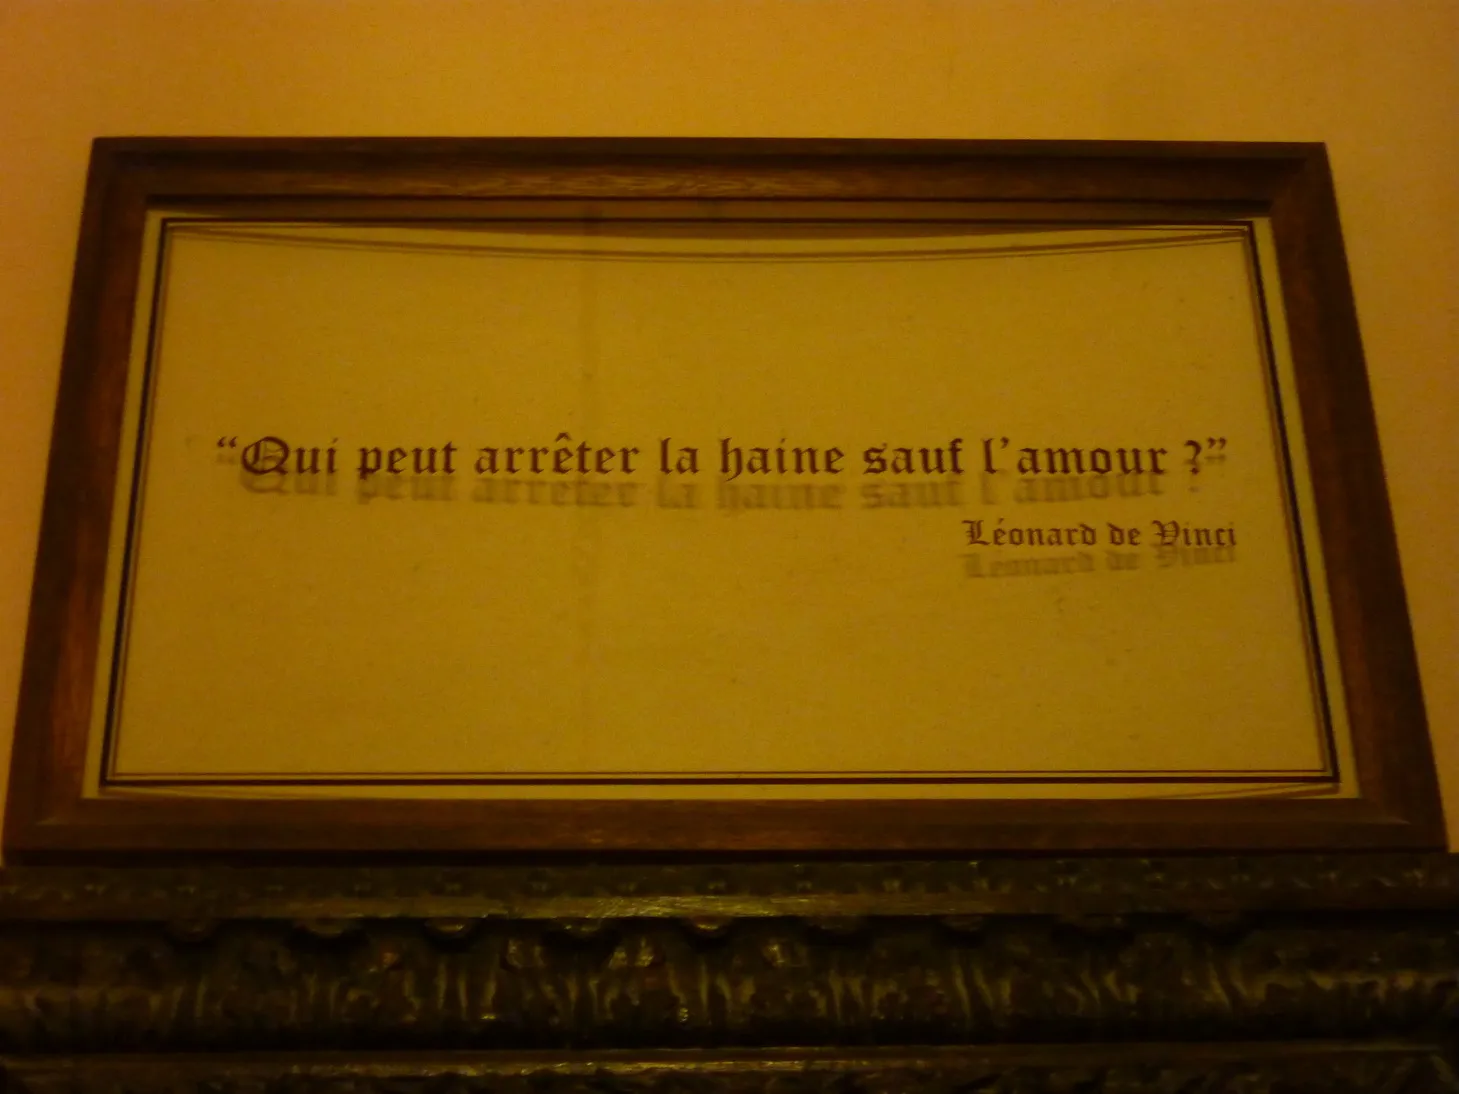 “Qui peut arrêter la haine sauf l’amour ?”
Léonard de Vinci